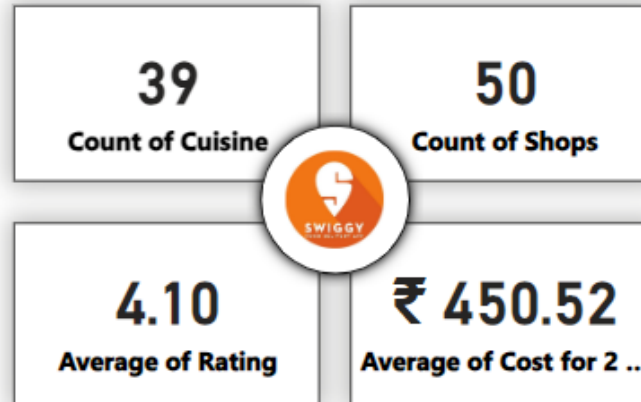 39
Count of Cuisine
50
Count of Shops
SWIGGY
4.10
Average of Rating
₹ 450.52
Average of Cost for 2 ..